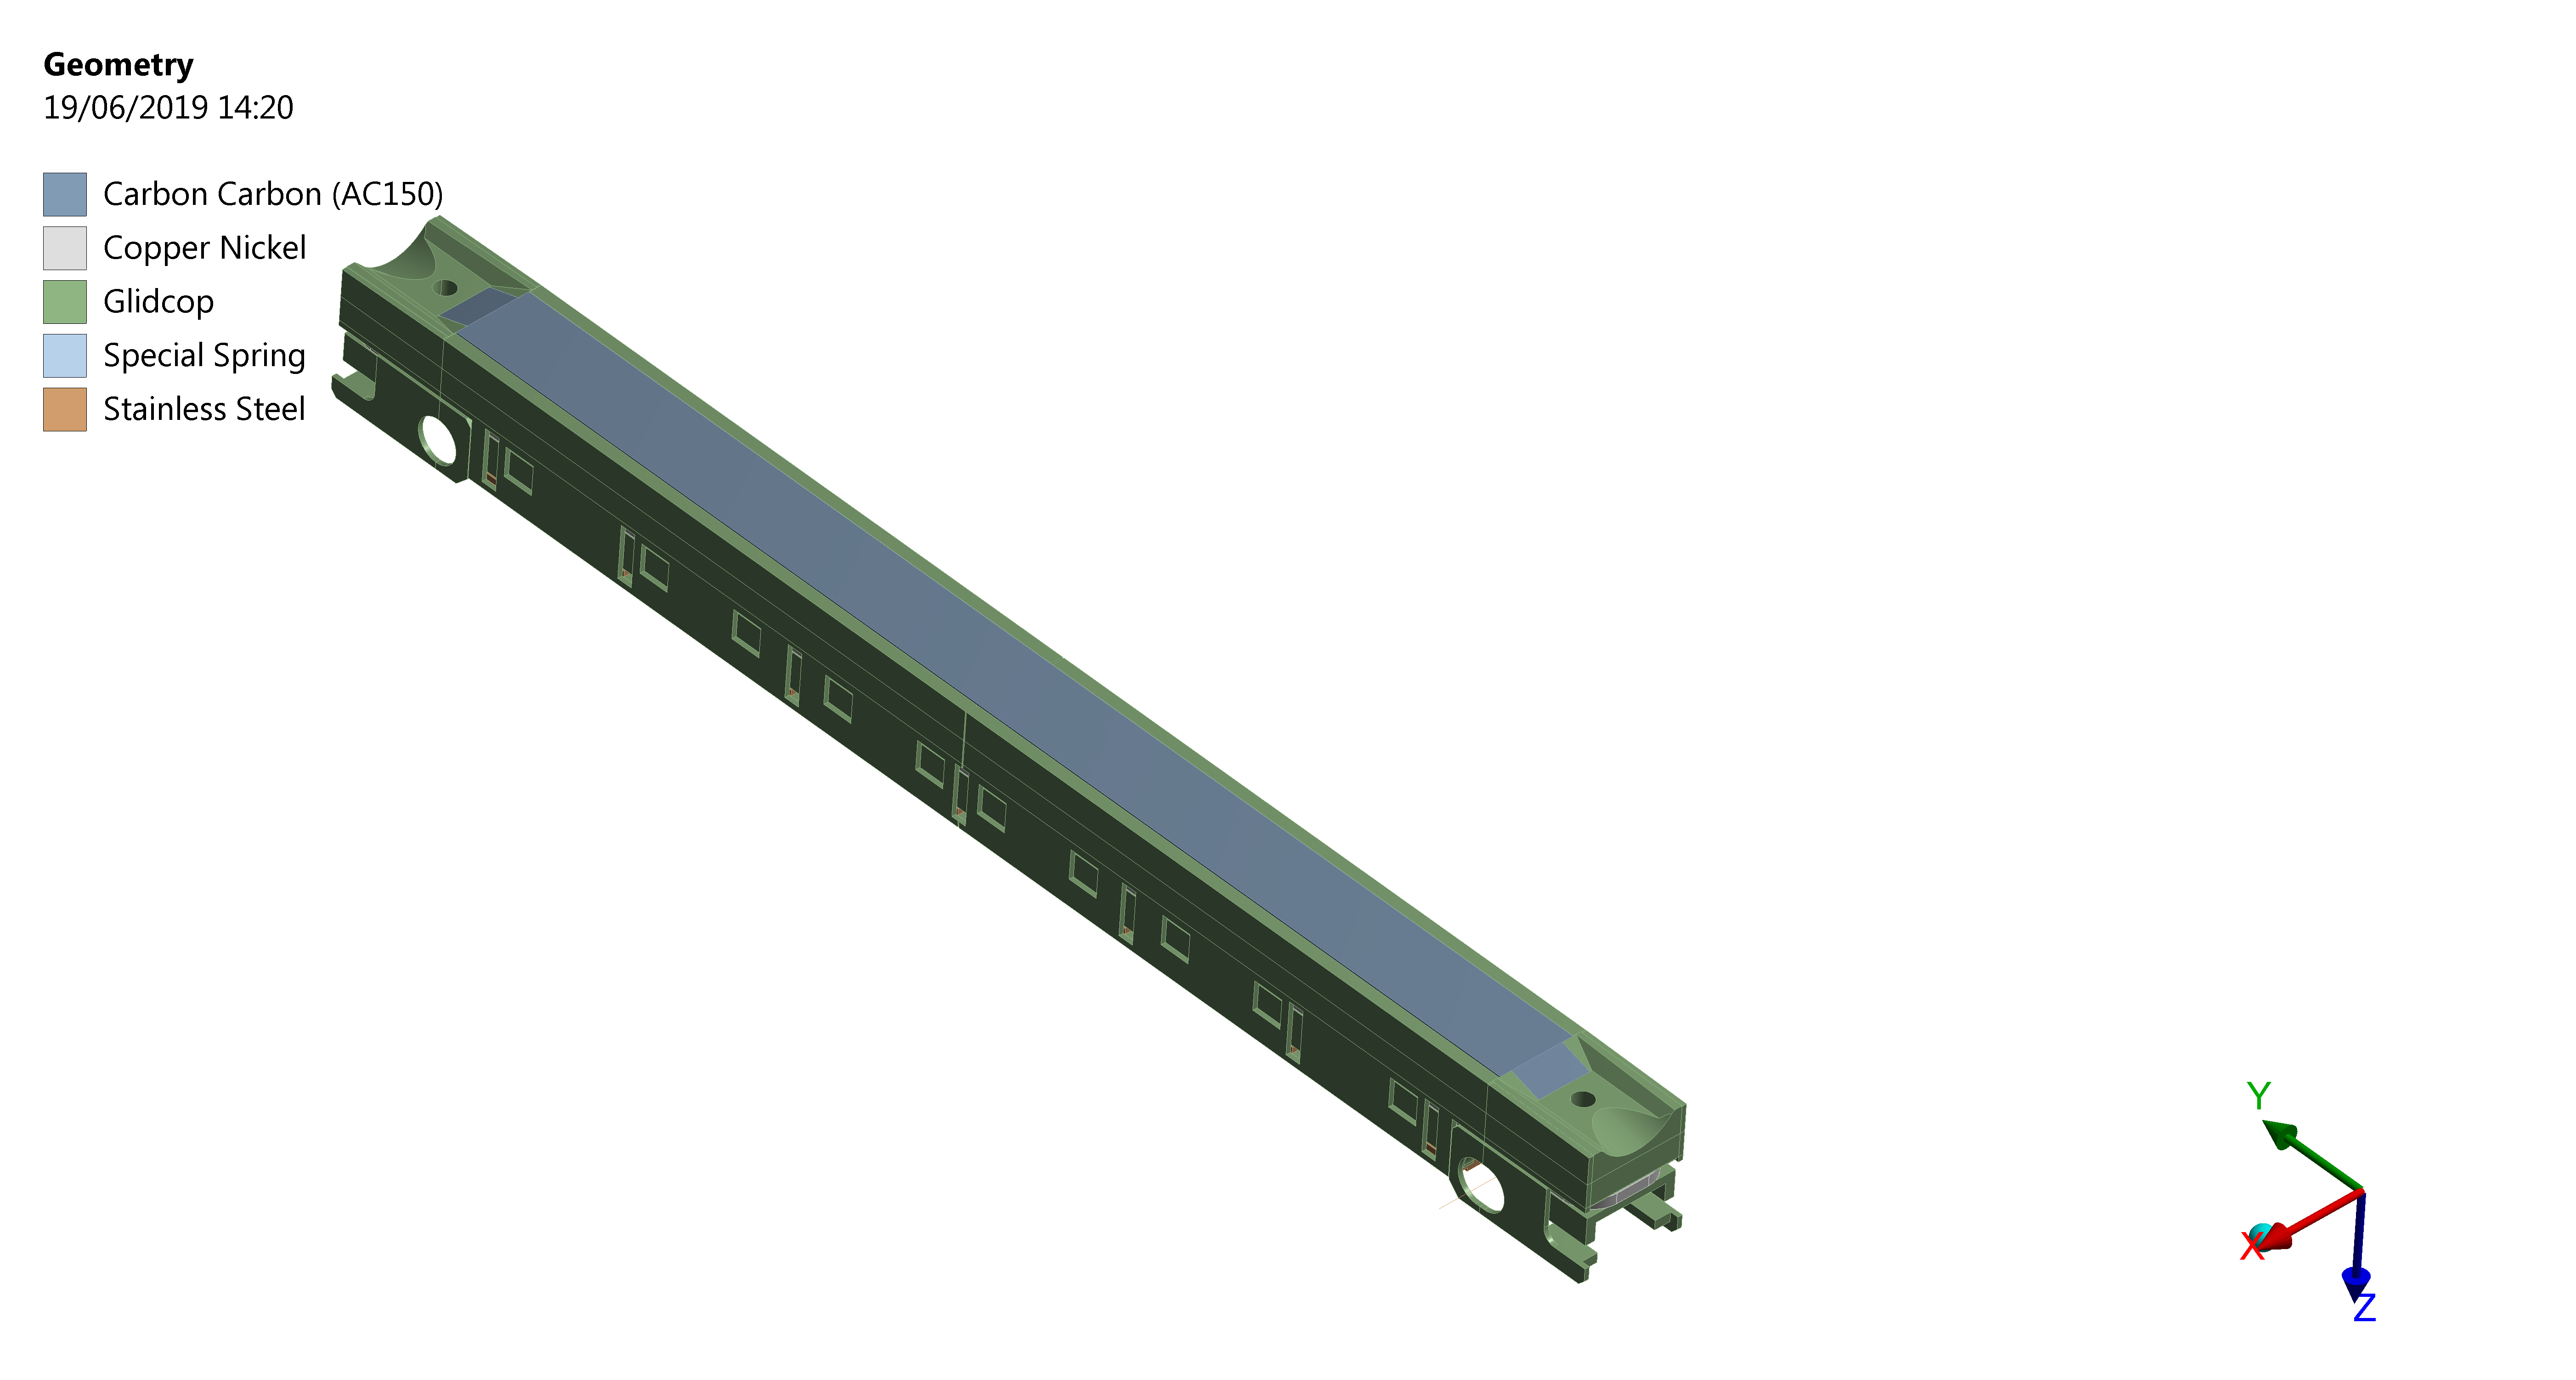 Geometry
19/06/2019 14:20
Carbon Carbon (AC150)
Copper Nickel
Glidcop
Special Spring
Stainless Steel
Y
X
Z